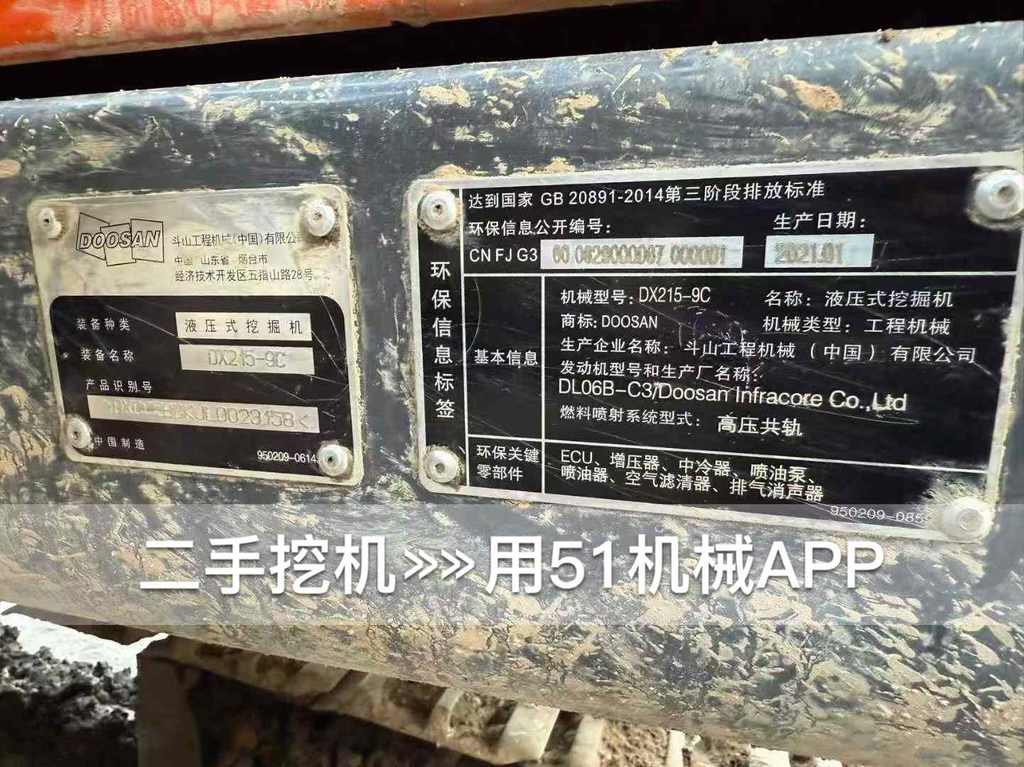 DOOSAN
斗山工程机械(中国)有限公司
中国 山东省 烟台市
经济技术开发区五指山路28号
装备种类 液压式挖掘机
装备名称 DX215-9C
产品识别号
中国制造
950209-0614
环保信息标签
达到国家 GB 20891-2014第三阶段排放标准
环保信息公开编号:
生产日期:
CN FJ G3
2021.01
基本信息
机械型号: DX215-9C
名称: 液压式挖掘机
商标: DOOSAN
机械类型: 工程机械
生产企业名称: 斗山工程机械(中国)有限公司
发动机型号和生产厂名称:
DL06B-C3/Doosan Infracore Co.,Ltd
燃料喷射系统型式: 高压共轨
环保关键
零部件
ECU、增压器、中冷器、喷油泵、
喷油器、空气滤清器、排气消声器
二手挖机>>>>用51机械APP